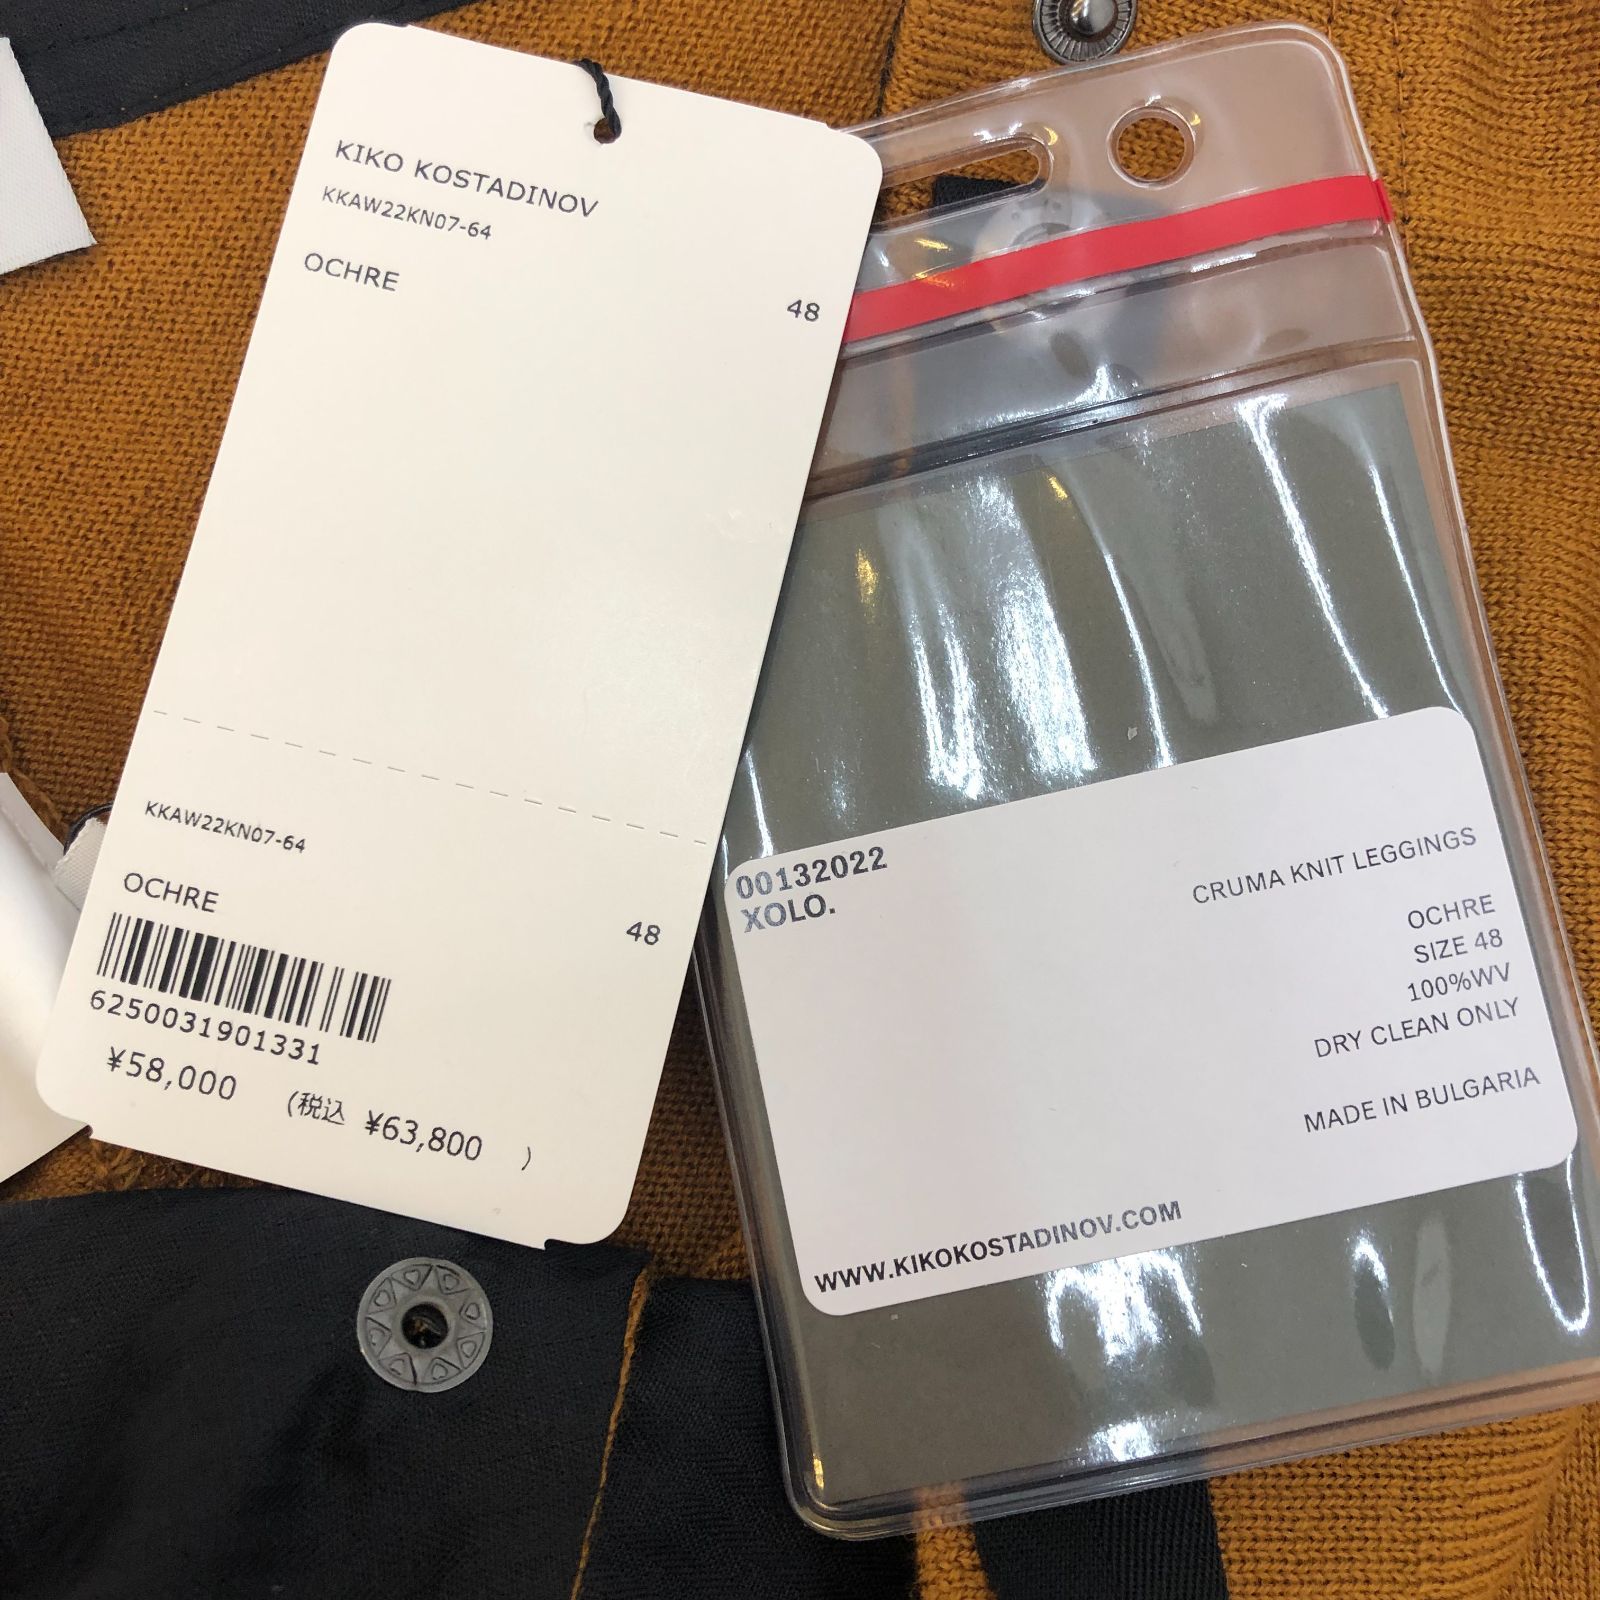 KIKO KOSTADINOV
KKAW22KN07-64
OCHRE
48
KKAW22KN07-64
OCHRE
48
6250031901331
¥58,000 (税込 ¥63,800 )
00132022
XOLO.
CRUMA KNIT LEGGINGS
OCHRE
SIZE 48
100%WV
DRY CLEAN ONLY
MADE IN BULGARIA
WWW.KIKOKOSTADINOV.COM